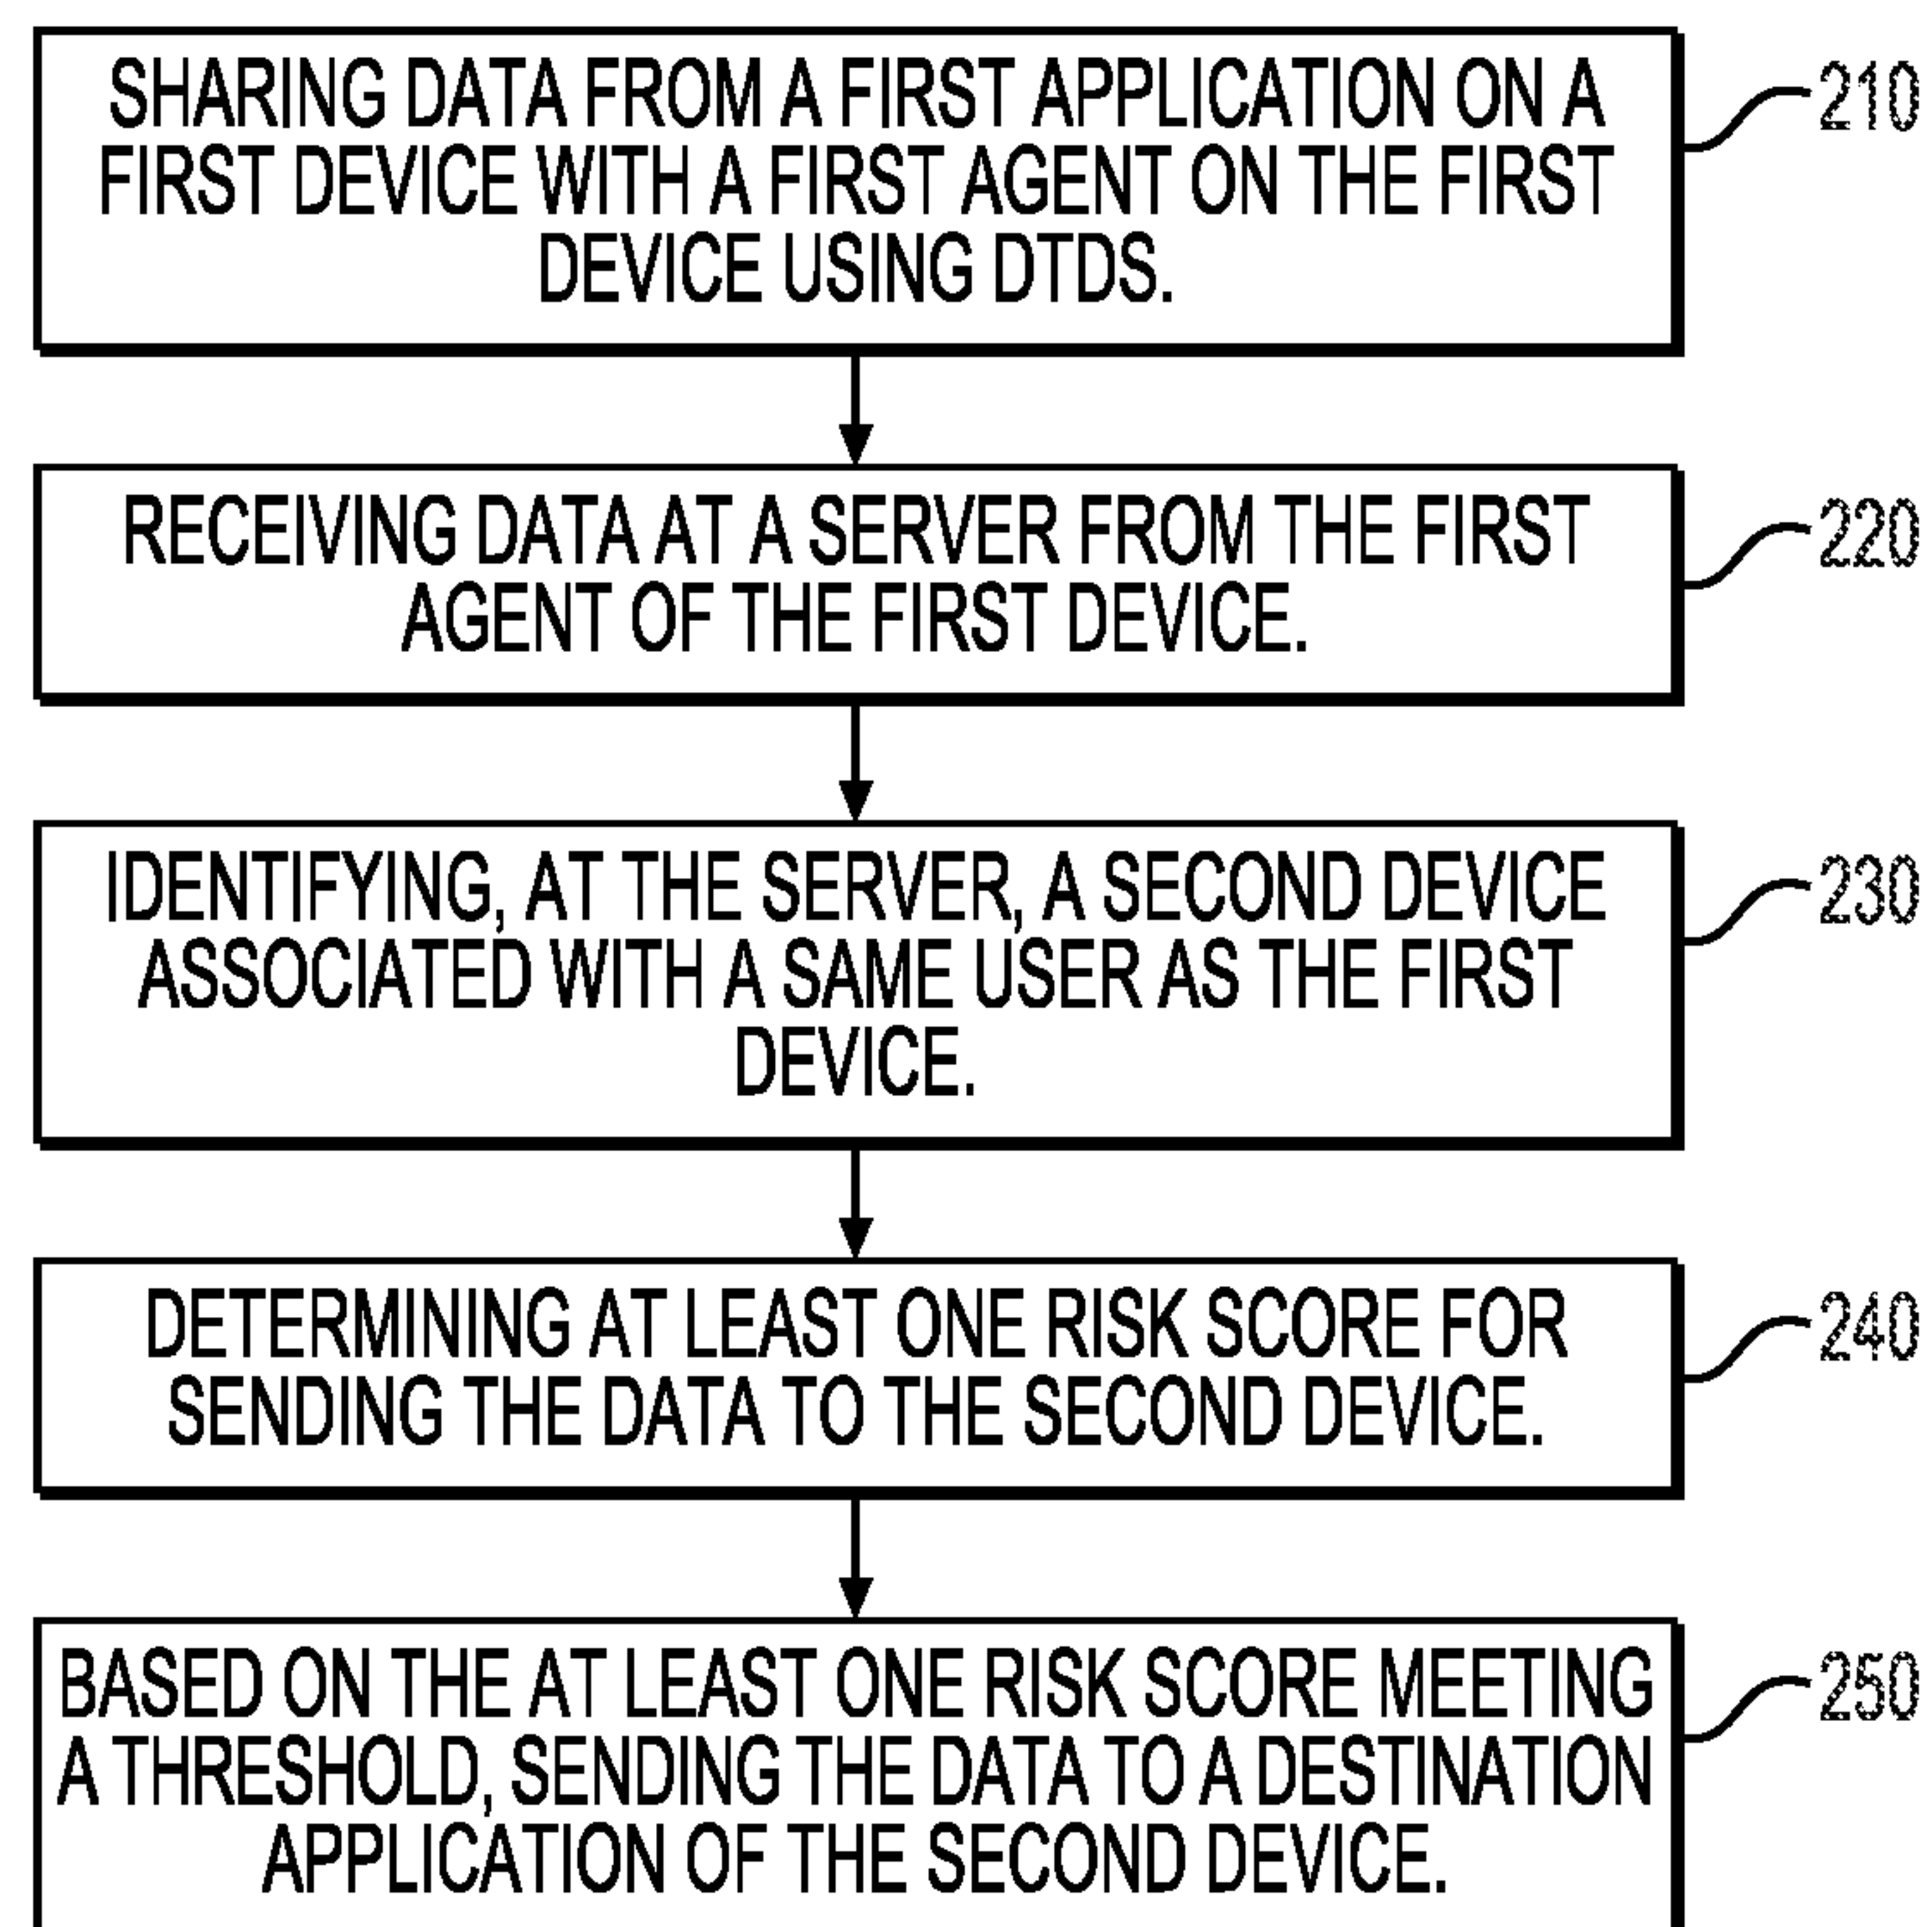 SHARING DATA FROM A FIRST APPLICATION ON A
FIRST DEVICE WITH A FIRST AGENT ON THE FIRST
DEVICE USING DTDS.
210
RECEIVING DATA AT A SERVER FROM THE FIRST
AGENT OF THE FIRST DEVICE.
220
IDENTIFYING, AT THE SERVER, A SECOND DEVICE
ASSOCIATED WITH A SAME USER AS THE FIRST
DEVICE.
230
DETERMINING AT LEAST ONE RISK SCORE FOR
SENDING THE DATA TO THE SECOND DEVICE.
240
BASED ON THE AT LEAST ONE RISK SCORE MEETING
A THRESHOLD, SENDING THE DATA TO A DESTINATION
APPLICATION OF THE SECOND DEVICE.
250